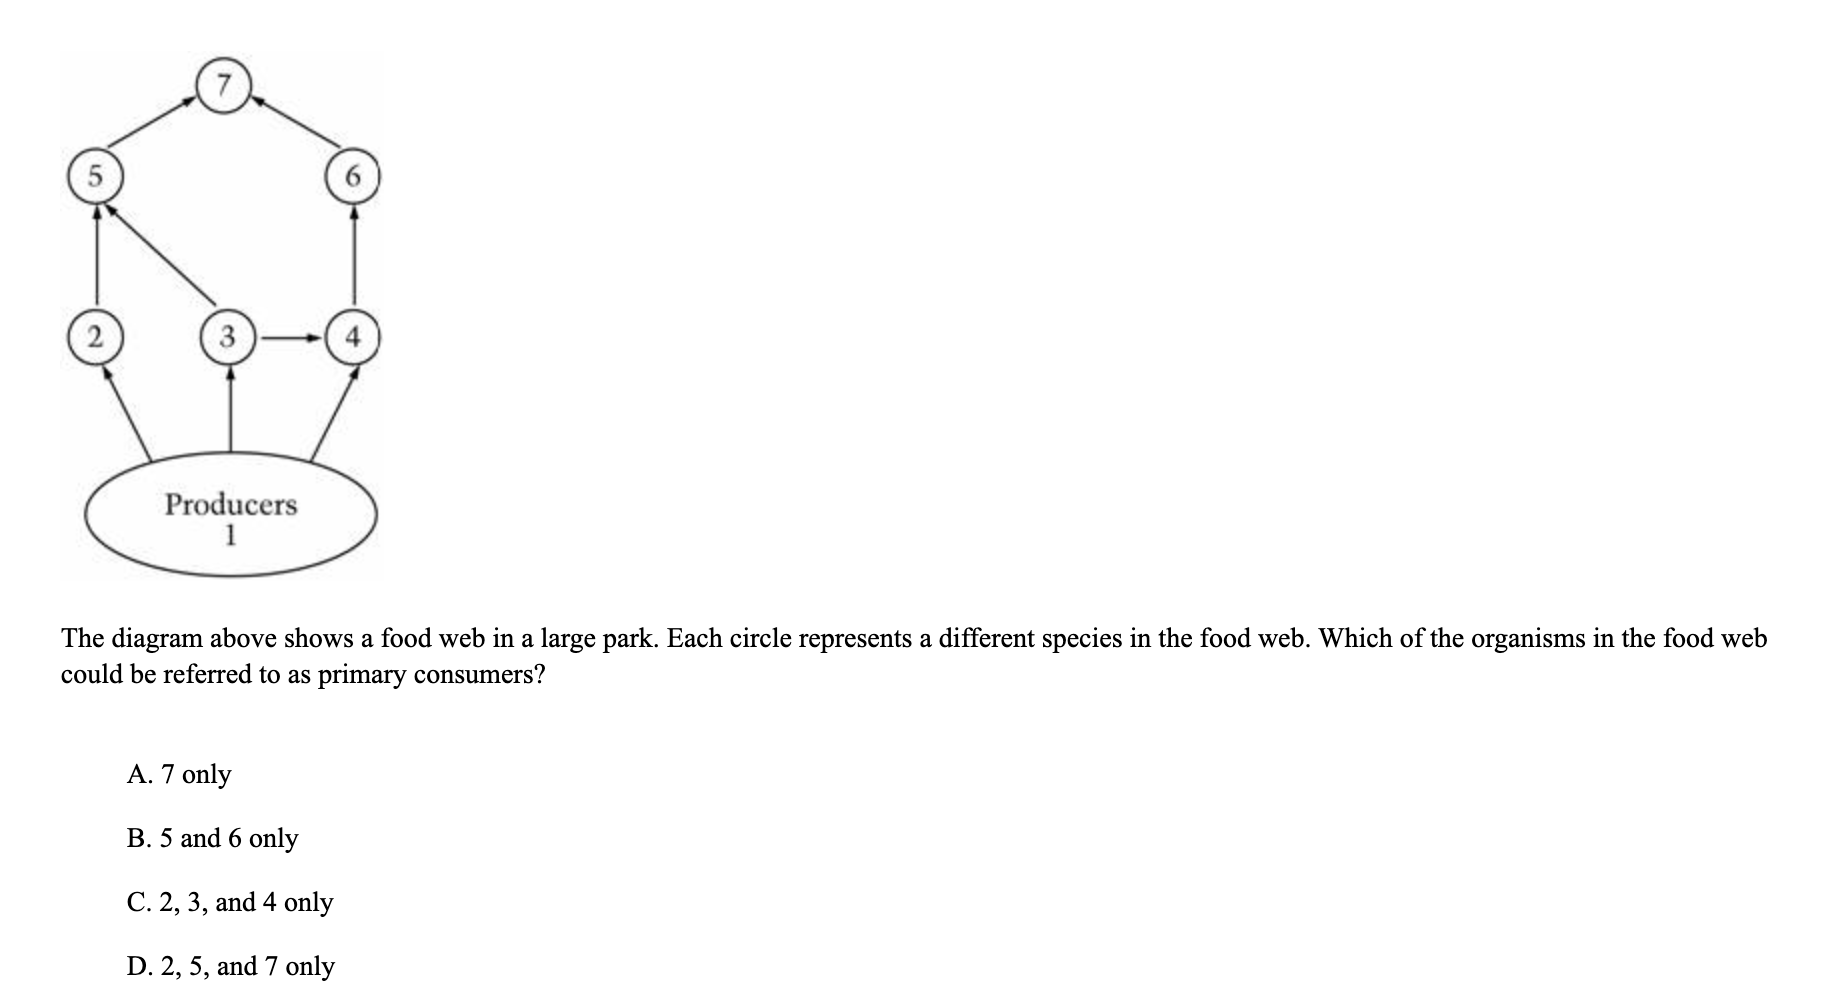 7
5
6
2
3
4
Producers
1
The diagram above shows a food web in a large park. Each circle represents a different species in the food web. Which of the organisms in the food web
could be referred to as primary consumers?
A. 7 only
B. 5 and 6 only
C. 2, 3, and 4 only
D. 2, 5, and 7 only